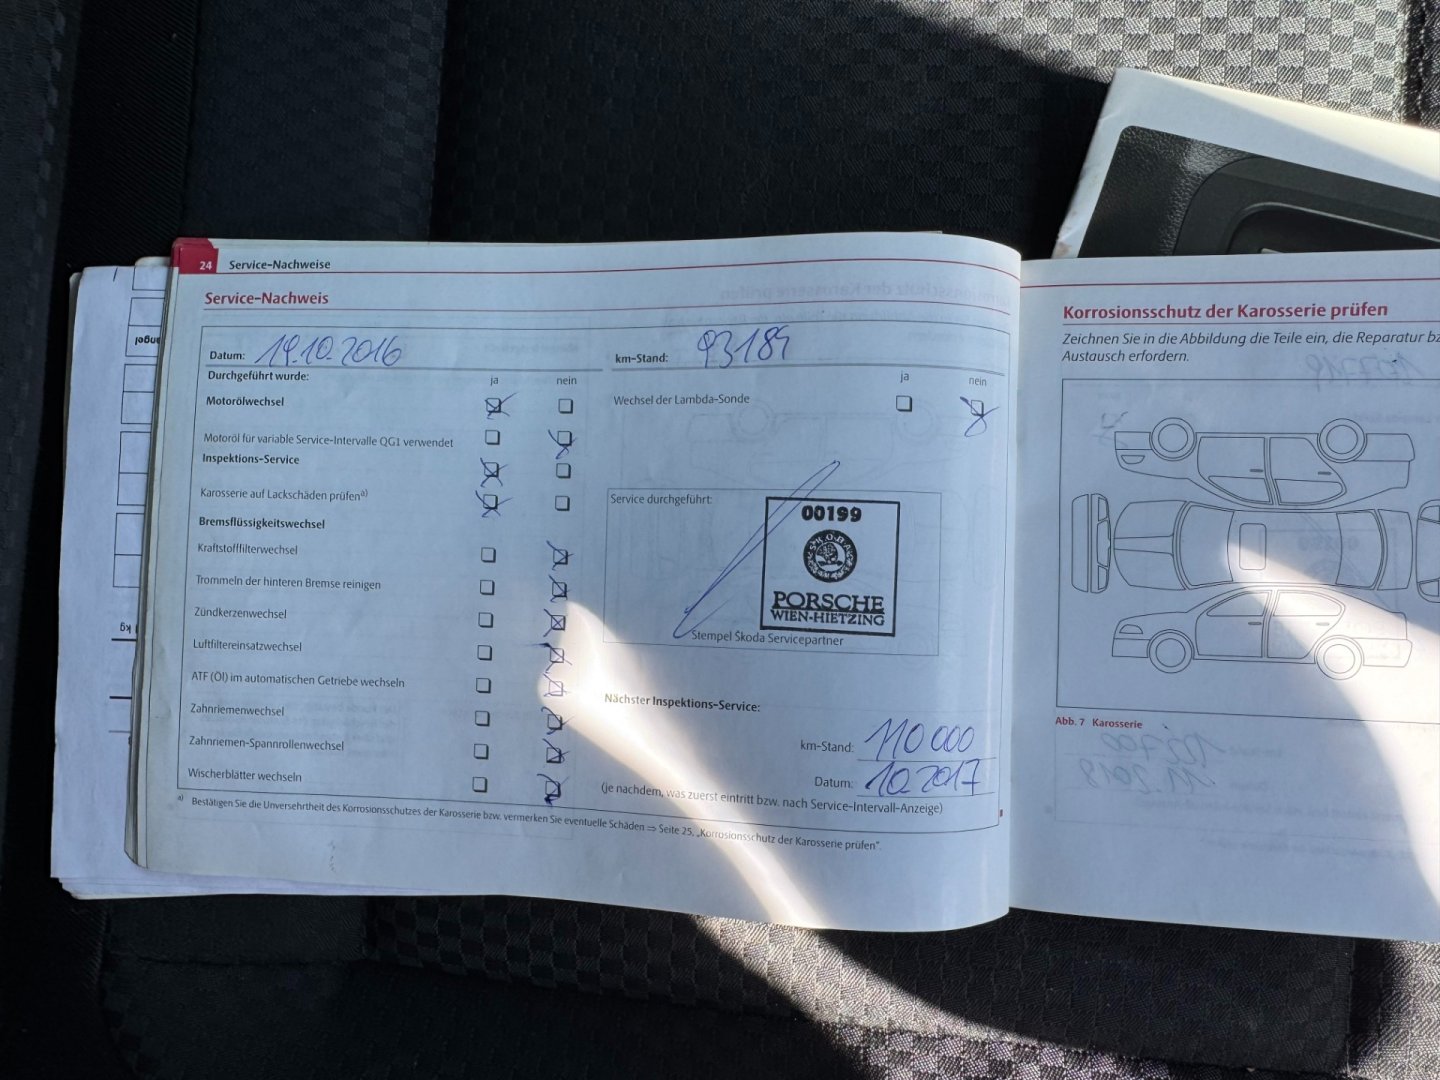 24 Service-Nachweise
Service-Nachweis
Datum: 19.10.2016
km-Stand: 93189
Durchgeführt wurde:
ja nein
Motorölwechsel
Motoröl für variable Service-Intervalle QG1 verwendet
Inspektions-Service
Karosserie auf Lackschäden prüfen a)
Bremsflüssigkeitswechsel
Kraftstofffilterwechsel
Trommeln der hinteren Bremse reinigen
Zündkerzenwechsel
Luftfiltereinsatzwechsel
ATF (Öl) im automatischen Getriebe wechseln
Zahnriemenwechsel
Zahnriemen-Spannrollenwechsel
Wischerblätter wechseln
ja nein
Wechsel der Lambda-Sonde
Service durchgeführt:
00199
SKODA
PORSCHE
WIEN-HIETZING
Stempel Škoda Servicepartner
Nächster Inspektions-Service:
km-Stand: 110 000
Datum: 10.2017
(je nachdem, was zuerst eintritt bzw. nach Service-Intervall-Anzeige)
a) Bestätigen Sie die Unversehrtheit des Korrosionsschutzes der Karosserie bzw. vermerken Sie eventuelle Schäden ⇒ Seite 25, „Korrosionsschutz der Karosserie prüfen".
Korrosionsschutz der Karosserie prüfen
Zeichnen Sie in die Abbildung die Teile ein, die Reparatur bz
Austausch erfordern.
Abb. 7 Karosserie